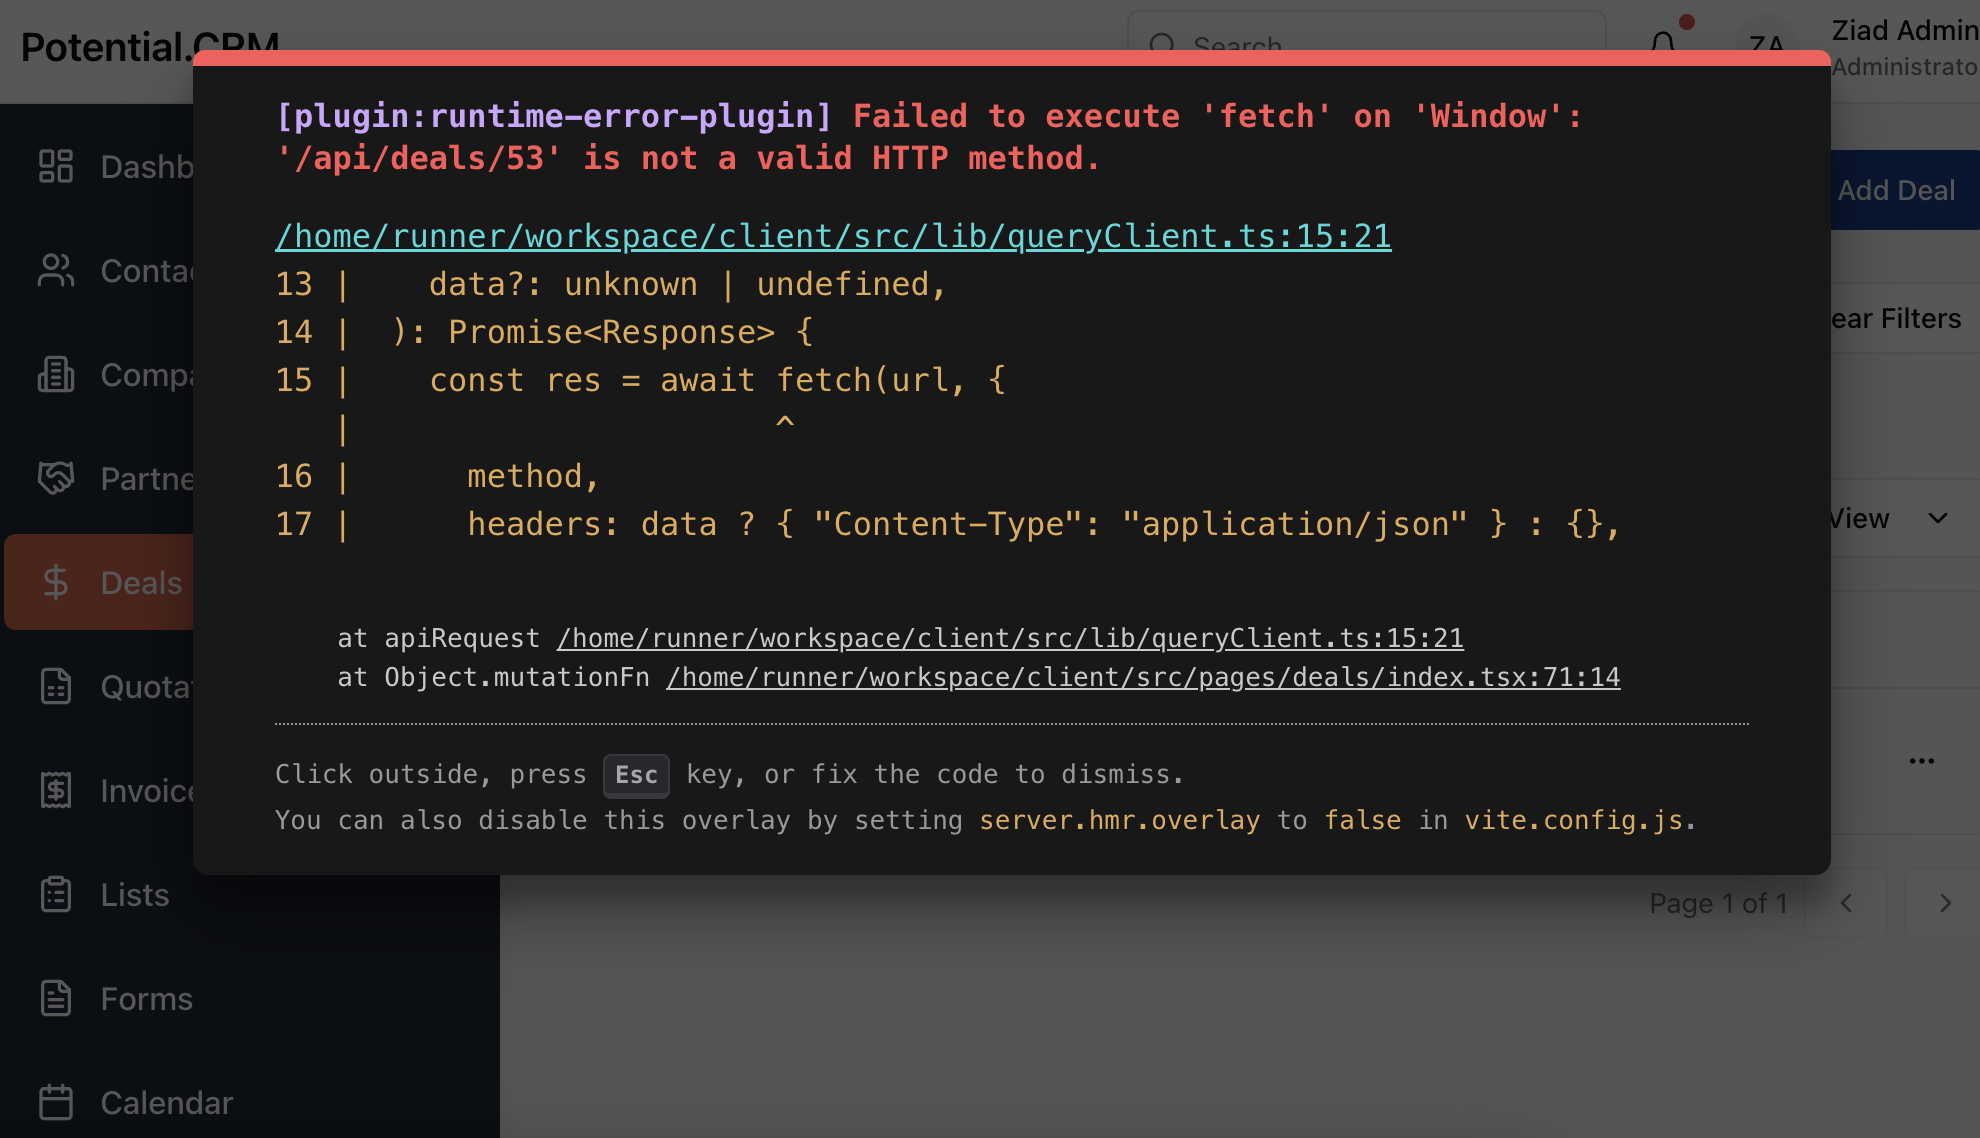 Potential.CRM
Search
ZA
Ziad Admin
Administrato
[plugin:runtime-error-plugin] Failed to execute 'fetch' on 'Window':
'/api/deals/53' is not a valid HTTP method.
/home/runner/workspace/client/src/lib/queryClient.ts:15:21
13 |    data?: unknown | undefined,
14 |  ): Promise<Response> {
15 |    const res = await fetch(url, {
   |                      ^
16 |      method,
17 |      headers: data ? { "Content-Type": "application/json" } : {},
at apiRequest /home/runner/workspace/client/src/lib/queryClient.ts:15:21
at Object.mutationFn /home/runner/workspace/client/src/pages/deals/index.tsx:71:14
Click outside, press Esc key, or fix the code to dismiss.
You can also disable this overlay by setting server.hmr.overlay to false in vite.config.js.
Dashb
Conta
Compa
Partne
Deals
Quota
Invoice
Lists
Forms
Calendar
Add Deal
ear Filters
View
...
Page 1 of 1